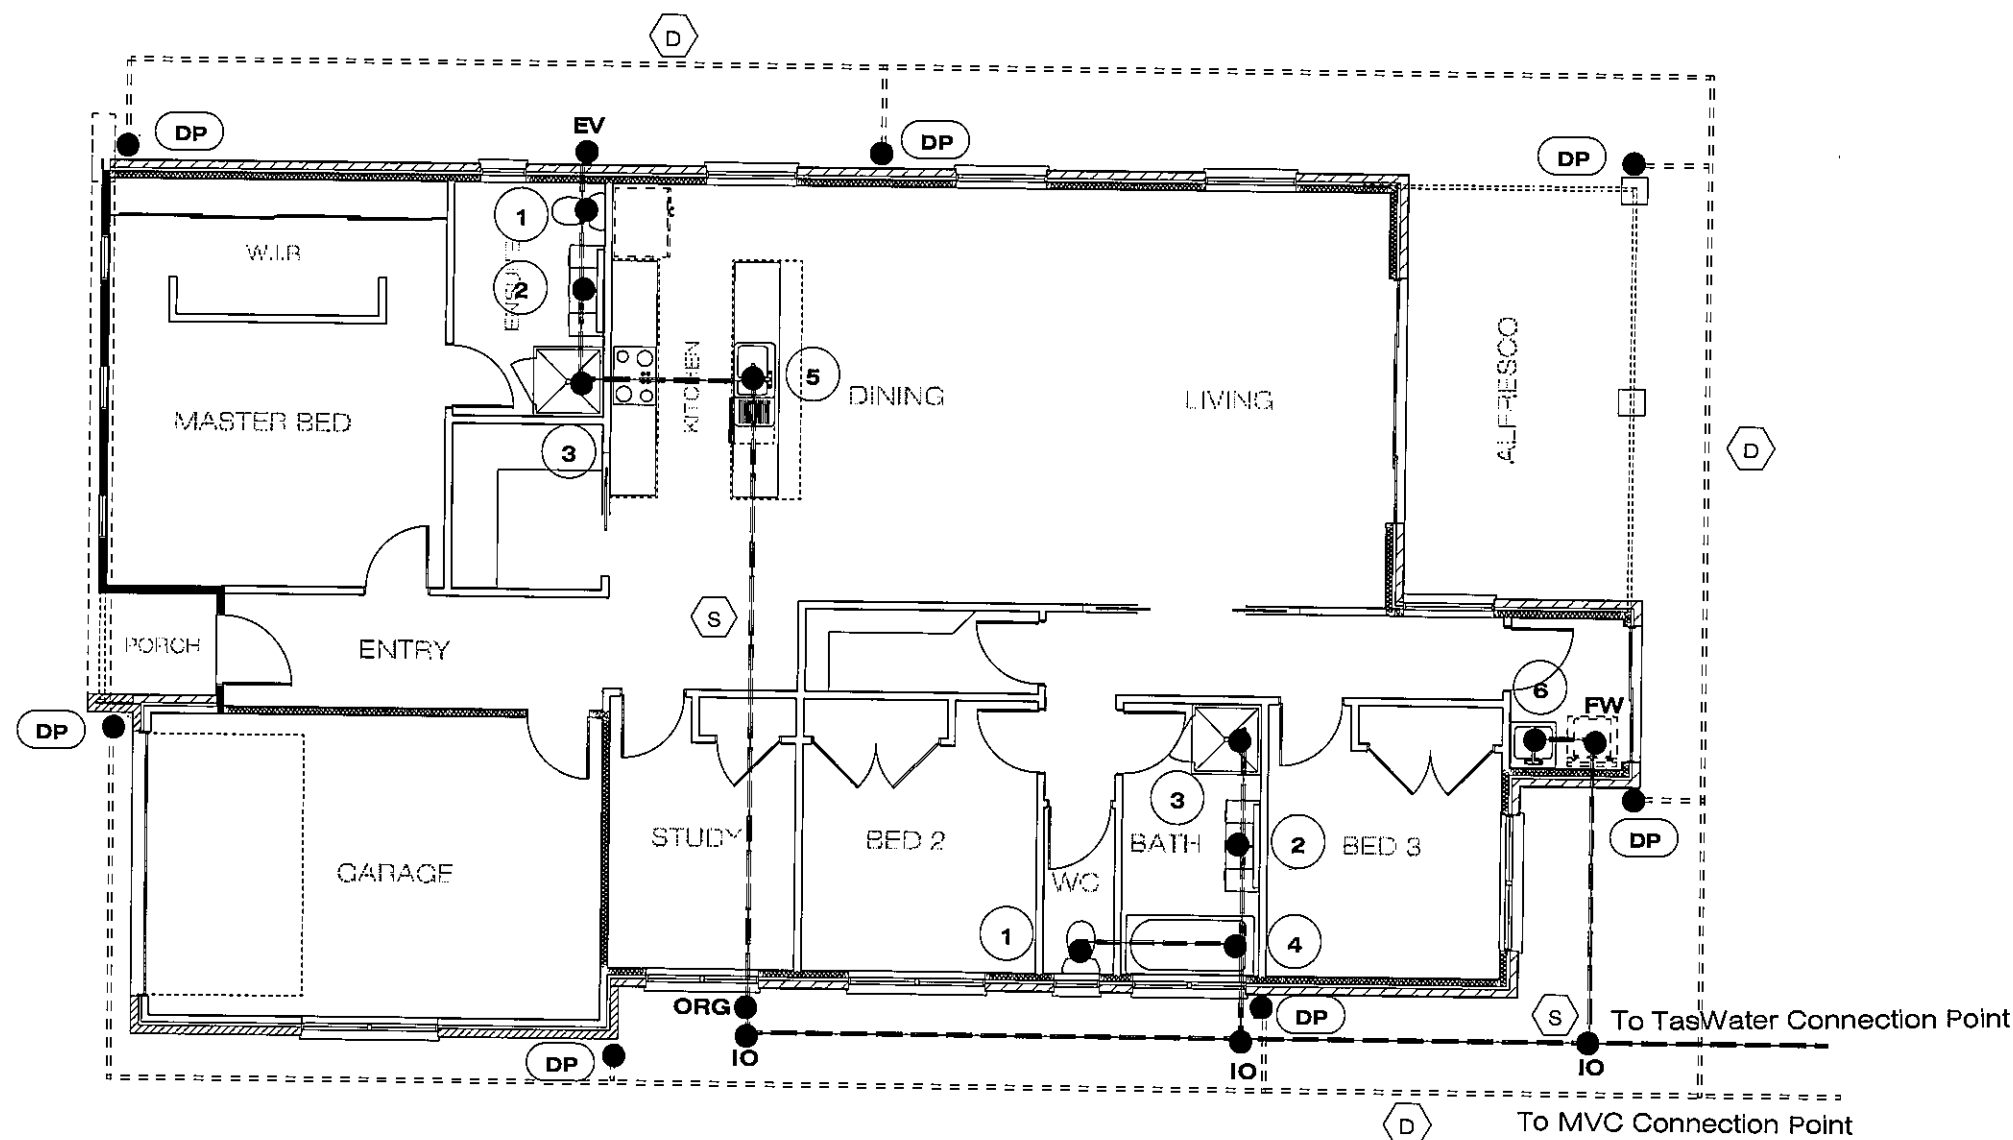 D
DP
EV
DP
DP
1
W.I.R
ENSUITE
2
KITCHEN
5
DINING
LIVING
ALFRESCO
MASTER BED
3
D
S
PORCH
ENTRY
6
FW
DP
3
STUDY
BED 2
BATH
2
BED 3
DP
GARAGE
WC
1
4
ORG
DP
S
To TasWater Connection Point
IO
DP
IO
IO
D
To MVC Connection Point